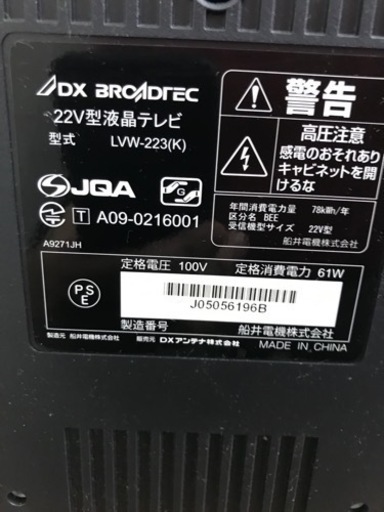 DX BROADTEC
22V型液晶テレビ
型式 LVW-223(K)
JQA
T A09-0216001
A9271JH
警告
高圧注意
感電のおそれあり
キャビネットを開
けるな
年間消費電力量 78kWh/年
区分名 BEE
受信機型サイズ 22V型
船井電機株式会社
定格電圧 100V 定格消費電力 61W
PSE
J05056196B
製造番号 船井電機株式会社
製造元 船井電機株式会社 販売元 DXアンテナ株式会社 MADE IN CHINA